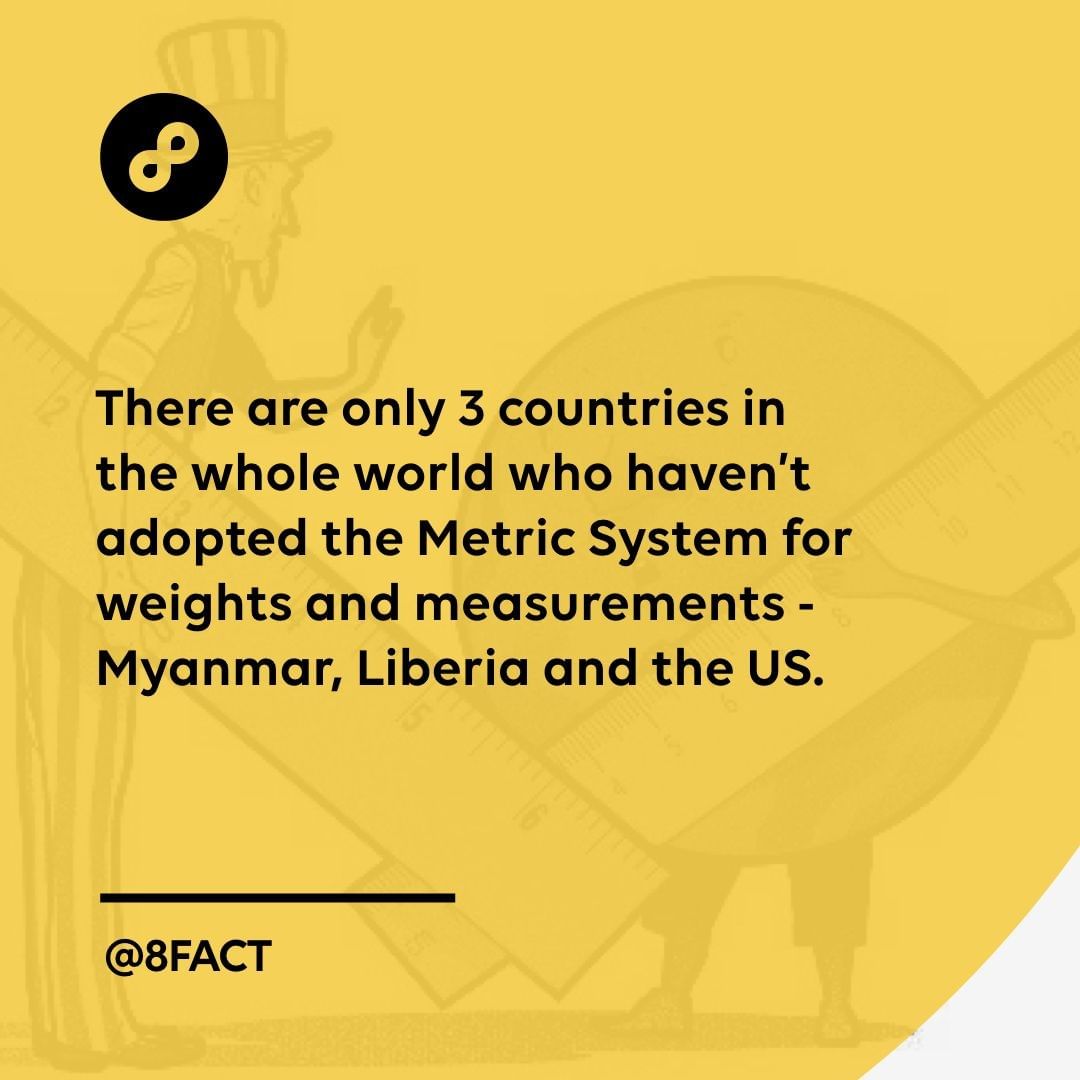 There are only 3 countries in
the whole world who haven't
adopted the Metric System for
weights and measurements -
Myanmar, Liberia and the US.
@8FACT